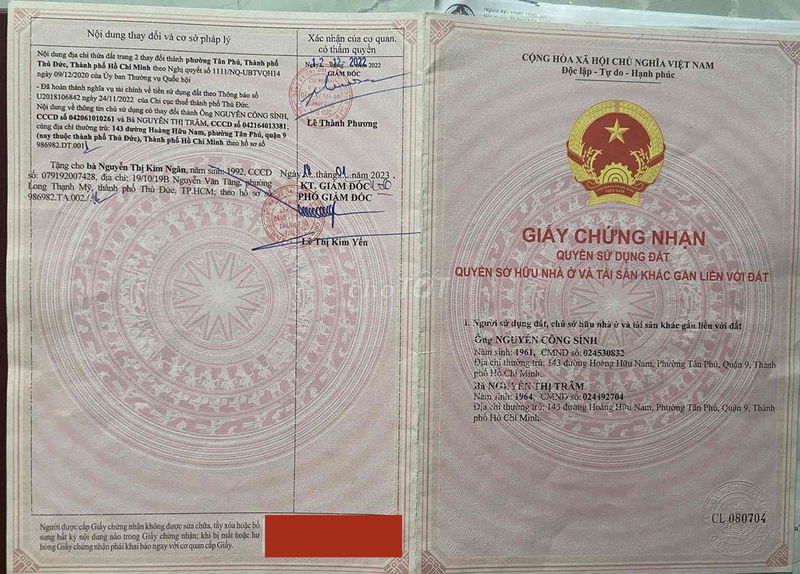 Nội dung thay đổi và cơ sở pháp lý
Xác nhận của cơ quan
có thẩm quyền
Nội dung địa chỉ thửa đất trang 2 thay đổi thành phường Tân Phú, Thành phố
Thủ Đức, Thành phố Hồ Chí Minh theo Nghị quyết số 1111/NQ-UBTVQH14
ngày 09/12/2020 của Ủy ban Thường vụ Quốc hội
- Đã hoàn thành nghĩa vụ tài chính về tiền sử dụng đất theo Thông báo số
U2018106842 ngày 24/11/2022 của Chi cục thuế thành phố Thủ Đức.
Nội dung về thông tin chủ sử dụng có thay đổi thành Ông NGUYỄN CÔNG SÍNH,
CCCD số 042061010261 và Bà NGUYỄN THỊ TRÂM, CCCD số 042164013381;
cùng địa chỉ thường trú: 143 đường Hoàng Hữu Nam, phường Tân Phú, quận 9
(nay thuộc thành phố Thủ Đức), Thành phố Hồ Chí Minh theo hồ sơ số
986982.DT.001
12 -12- 2022
GIÁM ĐỐC
Lê Thành Phương
Tặng cho bà Nguyễn Thị Kim Ngân, năm sinh: 1992, CCCD
số: 079192007428, địa chỉ: 19/10/19B Nguyễn Văn Tăng, phường
Long Thạnh Mỹ, thành phố Thủ Đức, TP.HCM; theo hồ sơ số
986982.TA.002
Ngày 10 tháng 01 năm 2023
KT. GIÁM ĐỐC
PHÓ GIÁM ĐỐC
Lê Thị Kim Yến
Người được cấp Giấy chứng nhận không được sửa chữa, tẩy xóa hoặc bổ
sung bất kỳ nội dung nào trong Giấy chứng nhận; khi bị mất hoặc hư
hỏng Giấy chứng nhận phải khai báo ngay với cơ quan cấp Giấy.
CỘNG HÒA XÃ HỘI CHỦ NGHĨA VIỆT NAM
Độc lập - Tự do - Hạnh phúc
VIỆT NAM
GIẤY CHỨNG NHẬN
QUYỀN SỬ DỤNG ĐẤT
QUYỀN SỞ HỮU NHÀ Ở VÀ TÀI SẢN KHÁC GẮN LIỀN VỚI ĐẤT
choTỐT
I. Người sử dụng đất, chủ sở hữu nhà ở và tài sản khác gắn liền với đất
Ông NGUYỄN CÔNG SÍNH
Năm sinh: 1961, CMND số: 024530832
Địa chỉ thường trú: 143 đường Hoàng Hữu Nam, Phường Tân Phú, Quận 9, Thành
phố Hồ Chí Minh.
Bà NGUYỄN THỊ TRÂM
Năm sinh: 1964, CMND số: 024492704
Địa chỉ thường trú: 143 đường Hoàng Hữu Nam, Phường Tân Phú, Quận 9, Thành
phố Hồ Chí Minh.
CL 080704